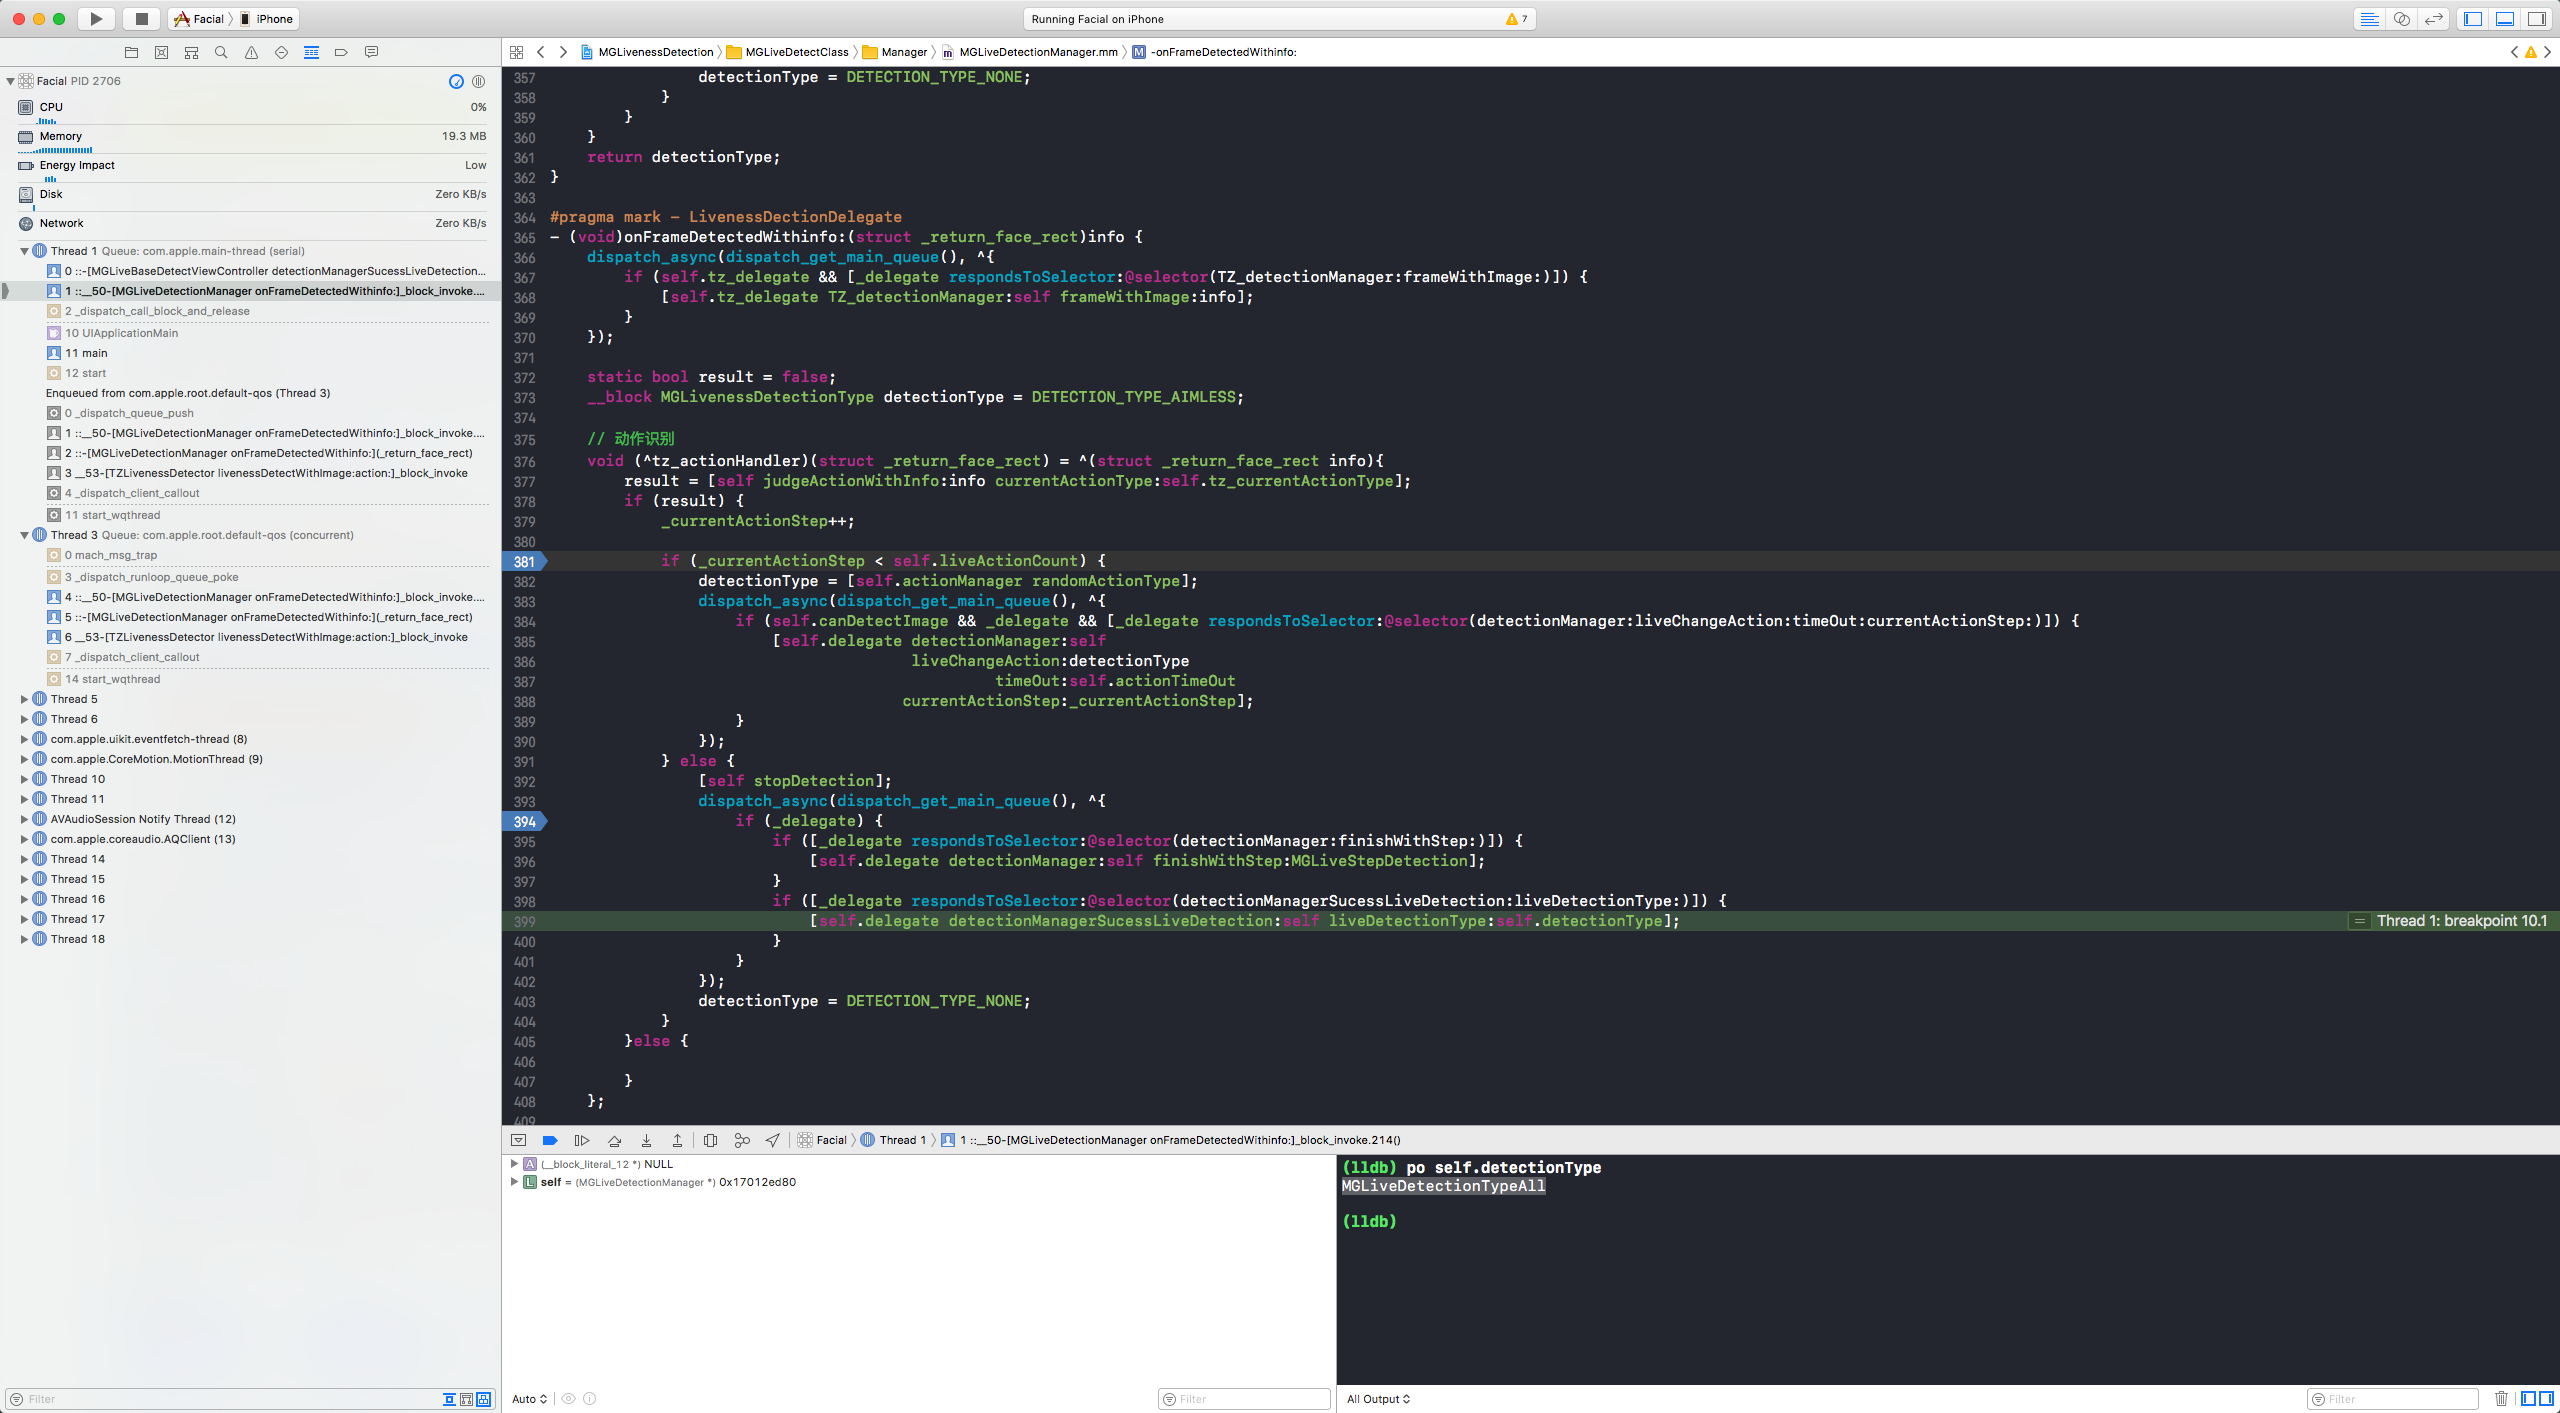 Facial 〉 iPhone
Running Facial on iPhone
7
MGLivenessDetection 〉 MGLiveDetectClass 〉 Manager 〉 MGLiveDetectionManager.mm 〉 -onFrameDetectedWithinfo:
Facial PID 2706
CPU 0%
Memory 19.3 MB
Energy Impact Low
Disk Zero KB/s
Network Zero KB/s
Thread 1 Queue: com.apple.main-thread (serial)
0 ::-[MGLiveBaseDetectViewController detectionManagerSucessLiveDetection...
1 ::__50-[MGLiveDetectionManager onFrameDetectedWithinfo:]_block_invoke....
2 _dispatch_call_block_and_release
10 UIApplicationMain
11 main
12 start
Enqueued from com.apple.root.default-qos (Thread 3)
0 _dispatch_queue_push
1 ::__50-[MGLiveDetectionManager onFrameDetectedWithinfo:]_block_invoke....
2 ::-[MGLiveDetectionManager onFrameDetectedWithinfo:](_return_face_rect)
3 __53-[TZLivenessDetector livenessDetectWithImage:action:]_block_invoke
4 _dispatch_client_callout
11 start_wqthread
Thread 3 Queue: com.apple.root.default-qos (concurrent)
0 mach_msg_trap
3 _dispatch_runloop_queue_poke
4 ::__50-[MGLiveDetectionManager onFrameDetectedWithinfo:]_block_invoke....
5 ::-[MGLiveDetectionManager onFrameDetectedWithinfo:](_return_face_rect)
6 __53-[TZLivenessDetector livenessDetectWithImage:action:]_block_invoke
7 _dispatch_client_callout
14 start_wqthread
Thread 5
Thread 6
com.apple.uikit.eventfetch-thread (8)
com.apple.CoreMotion.MotionThread (9)
Thread 10
Thread 11
AVAudioSession Notify Thread (12)
com.apple.coreaudio.AQClient (13)
Thread 14
Thread 15
Thread 16
Thread 17
Thread 18
Filter
357 detectionType = DETECTION_TYPE_NONE;
358 }
359 }
360 }
361 return detectionType;
362 }
363
364 #pragma mark - LivenessDectionDelegate
365 - (void)onFrameDetectedWithinfo:(struct _return_face_rect)info {
366 dispatch_async(dispatch_get_main_queue(), ^{
367 if (self.tz_delegate && [_delegate respondsToSelector:@selector(TZ_detectionManager:frameWithImage:)]) {
368 [self.tz_delegate TZ_detectionManager:self frameWithImage:info];
369 }
370 });
371
372 static bool result = false;
373 __block MGLivenessDetectionType detectionType = DETECTION_TYPE_AIMLESS;
374
375 // 动作识别
376 void (^tz_actionHandler)(struct _return_face_rect) = ^(struct _return_face_rect info){
377 result = [self judgeActionWithInfo:info currentActionType:self.tz_currentActionType];
378 if (result) {
379 _currentActionStep++;
380
381 if (_currentActionStep < self.liveActionCount) {
382 detectionType = [self.actionManager randomActionType];
383 dispatch_async(dispatch_get_main_queue(), ^{
384 if (self.canDetectImage && _delegate && [_delegate respondsToSelector:@selector(detectionManager:liveChangeAction:timeOut:currentActionStep:)]) {
385 [self.delegate detectionManager:self
386 liveChangeAction:detectionType
387 timeOut:self.actionTimeOut
388 currentActionStep:_currentActionStep];
389 }
390 });
391 } else {
392 [self stopDetection];
393 dispatch_async(dispatch_get_main_queue(), ^{
394 if (_delegate) {
395 if ([_delegate respondsToSelector:@selector(detectionManager:finishWithStep:)]) {
396 [self.delegate detectionManager:self finishWithStep:MGLiveStepDetection];
397 }
398 if ([_delegate respondsToSelector:@selector(detectionManagerSucessLiveDetection:liveDetectionType:)]) {
399 [self.delegate detectionManagerSucessLiveDetection:self liveDetectionType:self.detectionType]; = Thread 1: breakpoint 10.1
400 }
401 }
402 });
403 detectionType = DETECTION_TYPE_NONE;
404 }
405 }else {
406
407 }
408 };
409
Facial 〉 Thread 1 〉 1 ::__50-[MGLiveDetectionManager onFrameDetectedWithinfo:]_block_invoke.214()
A (__block_literal_12 *) NULL
L self = (MGLiveDetectionManager *) 0x17012ed80
Auto
Filter
(lldb) po self.detectionType
MGLiveDetectionTypeAll
(lldb)
All Output
Filter